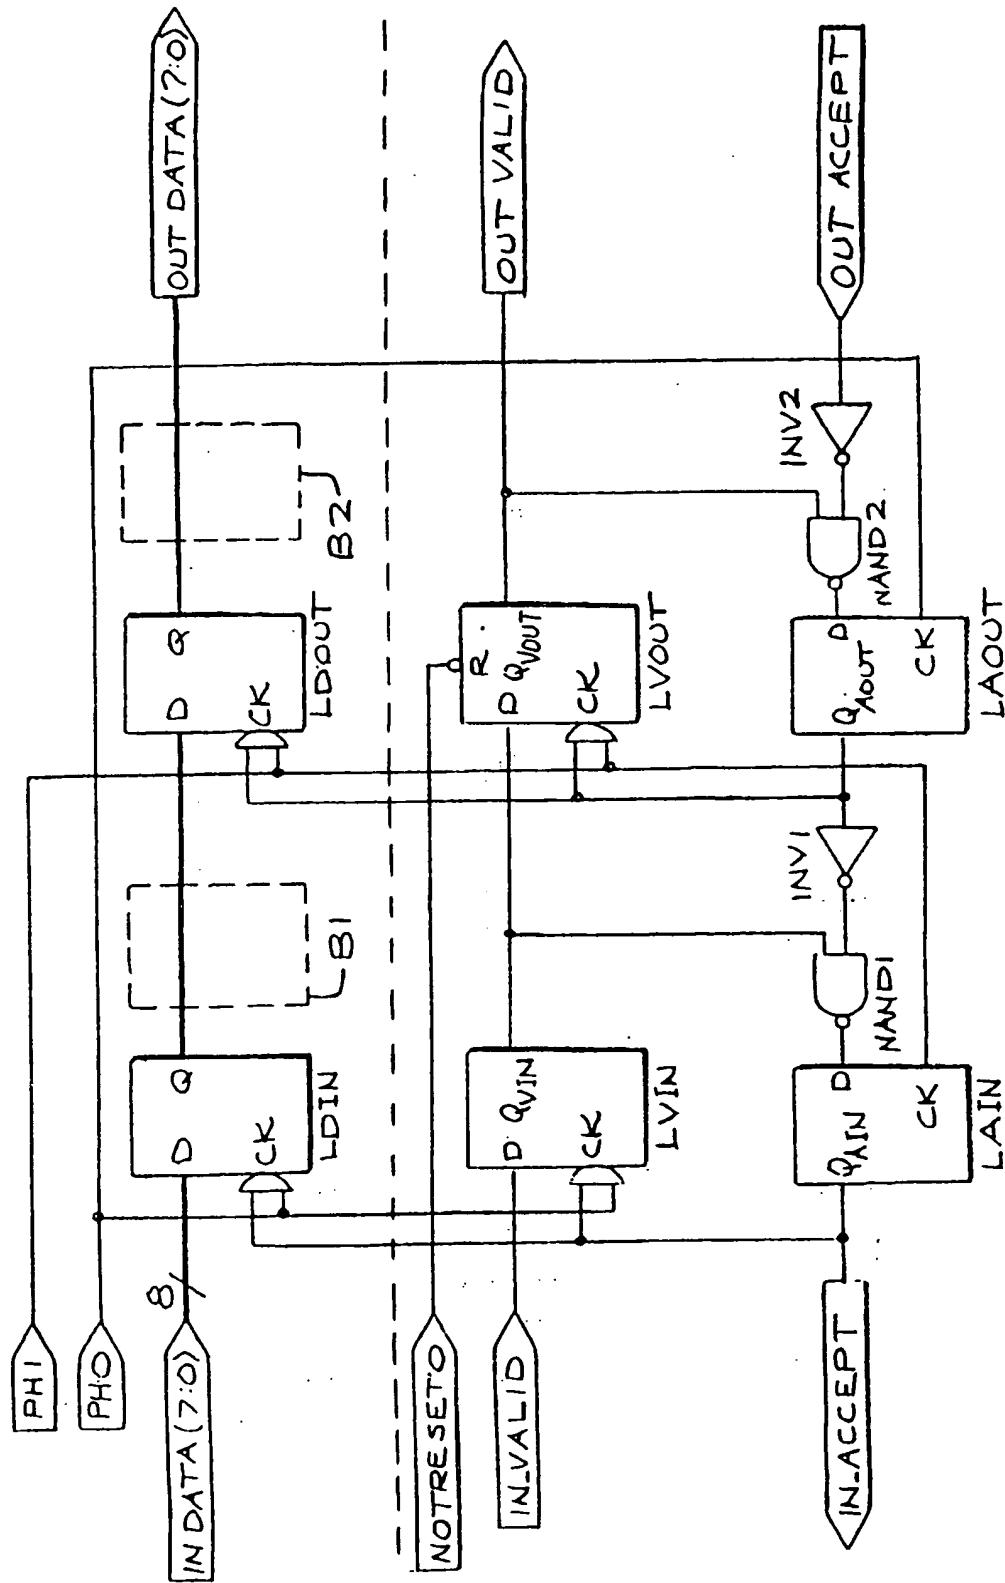 PH1
PH0
IN DATA (7:0)
8
D
Q
CK
LDIN
B1
D
Q
CK
LDOUT
B2
OUT DATA (7:0)
NOTRESET0
IN_VALID
D
QVIN
CK
LVIN
D
QVOUT
R
CK
LVOUT
OUT VALID
IN_ACCEPT
QAIN
D
CK
LAIN
NAND1
INV1
QAOUT
D
CK
LAOUT
NAND2
INV2
OUT ACCEPT